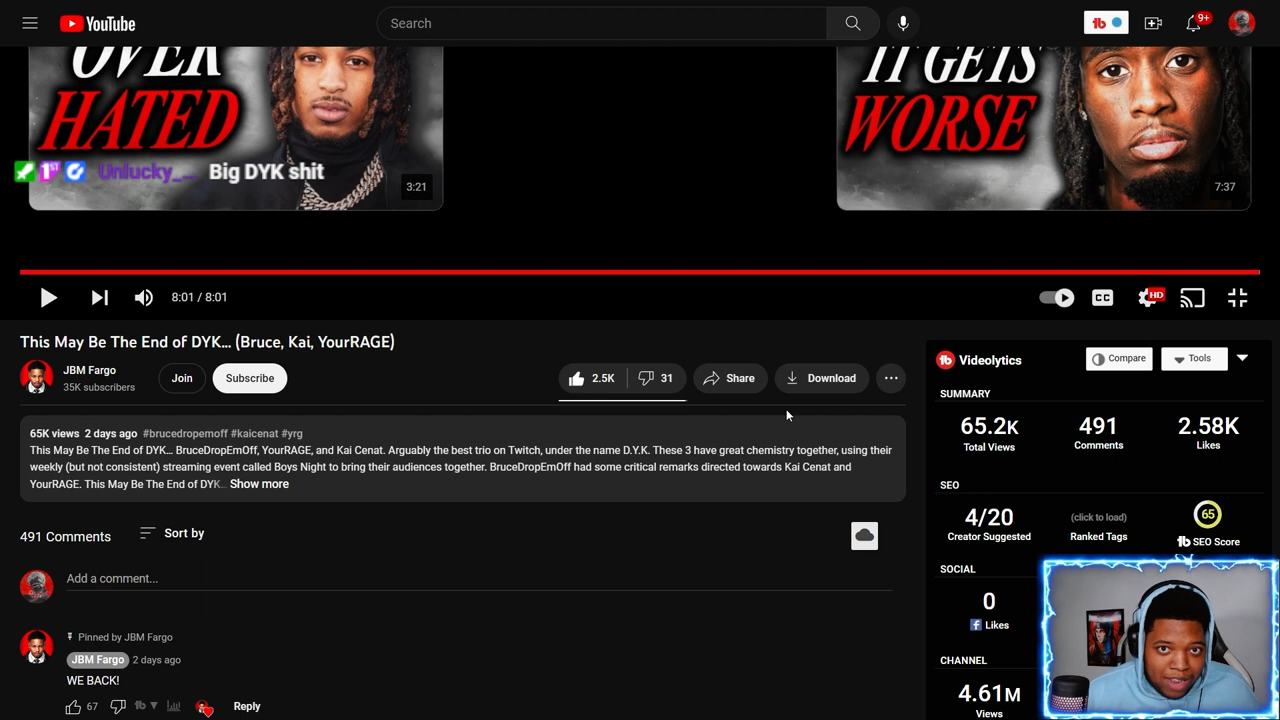 YouTube
Search
9+
OVER
HATED
3:21
IT GETS
WORSE
7:37
1ST
Unlucky_... Big DYK shit
8:01 / 8:01
CC
HD
This May Be The End of DYK... (Bruce, Kai, YourRAGE)
JBM Fargo
35K subscribers
Join
Subscribe
2.5K
31
Share
Download
65K views 2 days ago #brucedropemoff #kaicenat #yrg
This May Be The End of DYK... BruceDropEmOff, YourRAGE, and Kai Cenat. Arguably the best trio on Twitch, under the name D.Y.K. These 3 have great chemistry together, using their
weekly (but not consistent) streaming event called Boys Night to bring their audiences together. BruceDropEmOff had some critical remarks directed towards Kai Cenat and
YourRAGE. This May Be The End of DYK... Show more
491 Comments
Sort by
Add a comment...
Pinned by JBM Fargo
JBM Fargo 2 days ago
WE BACK!
67
Reply
tb Videolytics
Compare
Tools
SUMMARY
65.2K
Total Views
491
Comments
2.58K
Likes
SEO
4/20
Creator Suggested
(click to load)
Ranked Tags
65
tb SEO Score
SOCIAL
0
f Likes
CHANNEL
4.61M
Views